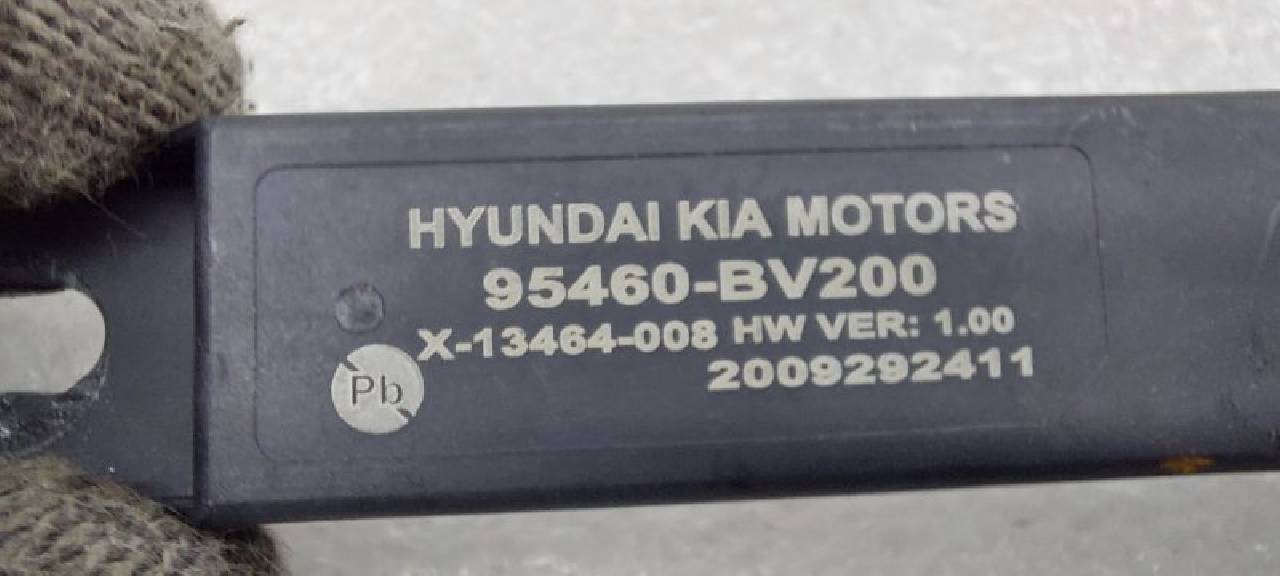 HYUNDAI KIA MOTORS
95460-BV200
X-13464-008 HW VER: 1.00
Pb
2009292411